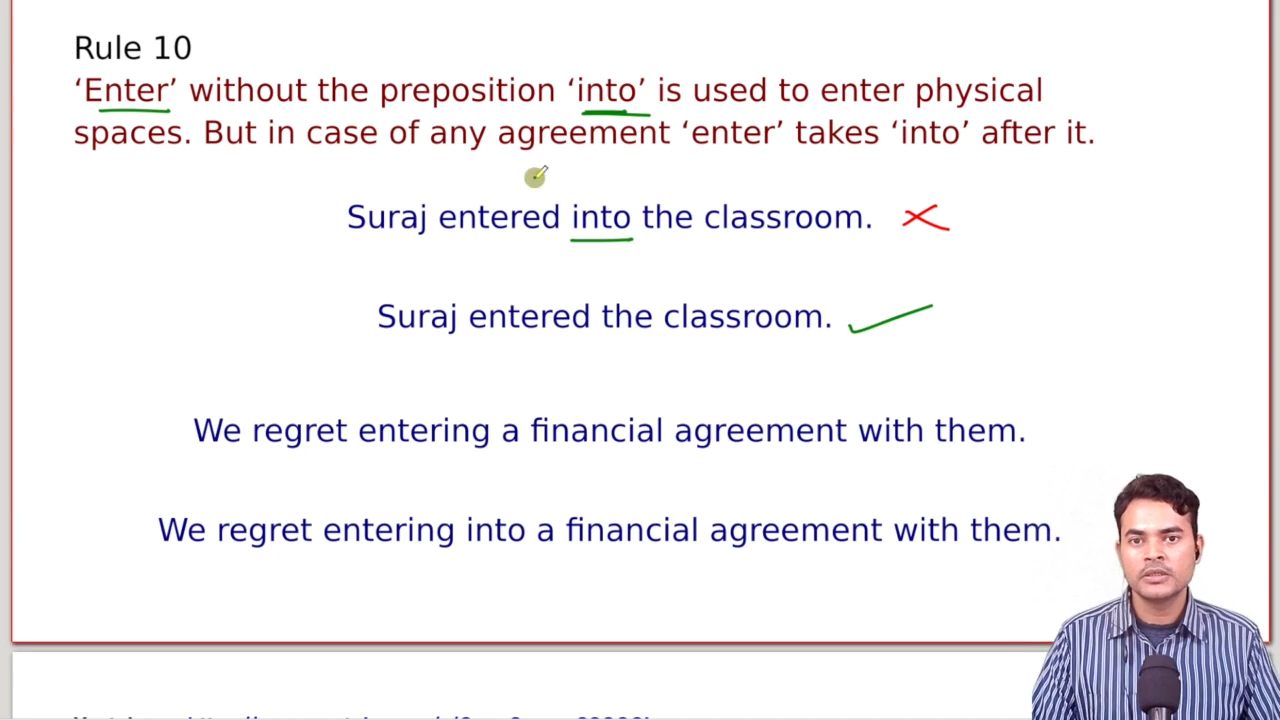 Rule 10
‘Enter’ without the preposition ‘into’ is used to enter physical
spaces. But in case of any agreement ‘enter’ takes ‘into’ after it.
Suraj entered into the classroom.
Suraj entered the classroom.
We regret entering a financial agreement with them.
We regret entering into a financial agreement with them.